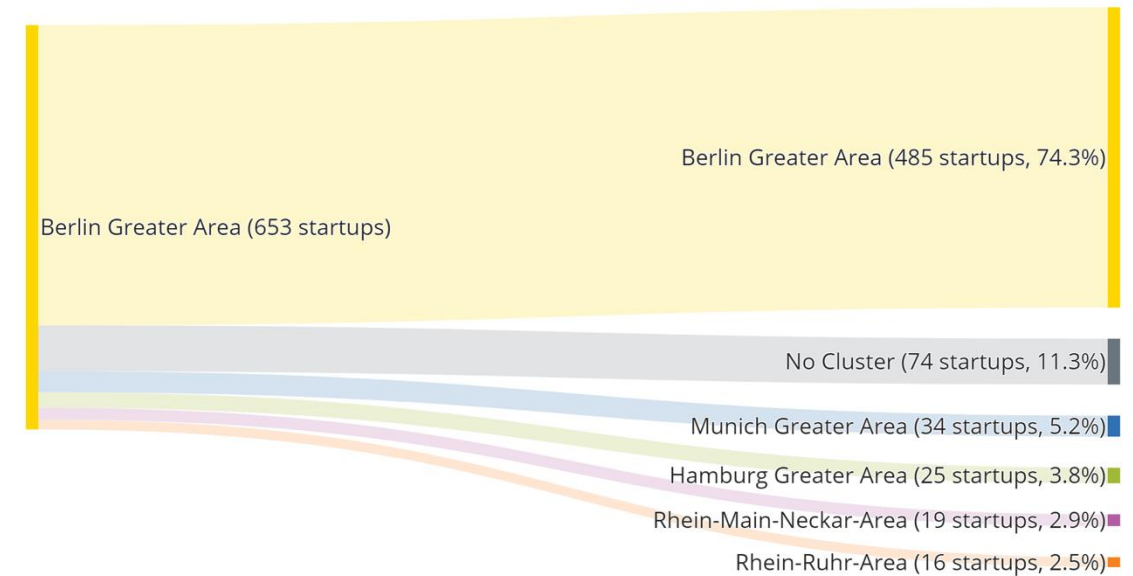 Berlin Greater Area (653 startups)
Berlin Greater Area (485 startups, 74.3%)
No Cluster (74 startups, 11.3%)
Munich Greater Area (34 startups, 5.2%)
Hamburg Greater Area (25 startups, 3.8%)
Rhein-Main-Neckar-Area (19 startups, 2.9%)
Rhein-Ruhr-Area (16 startups, 2.5%)